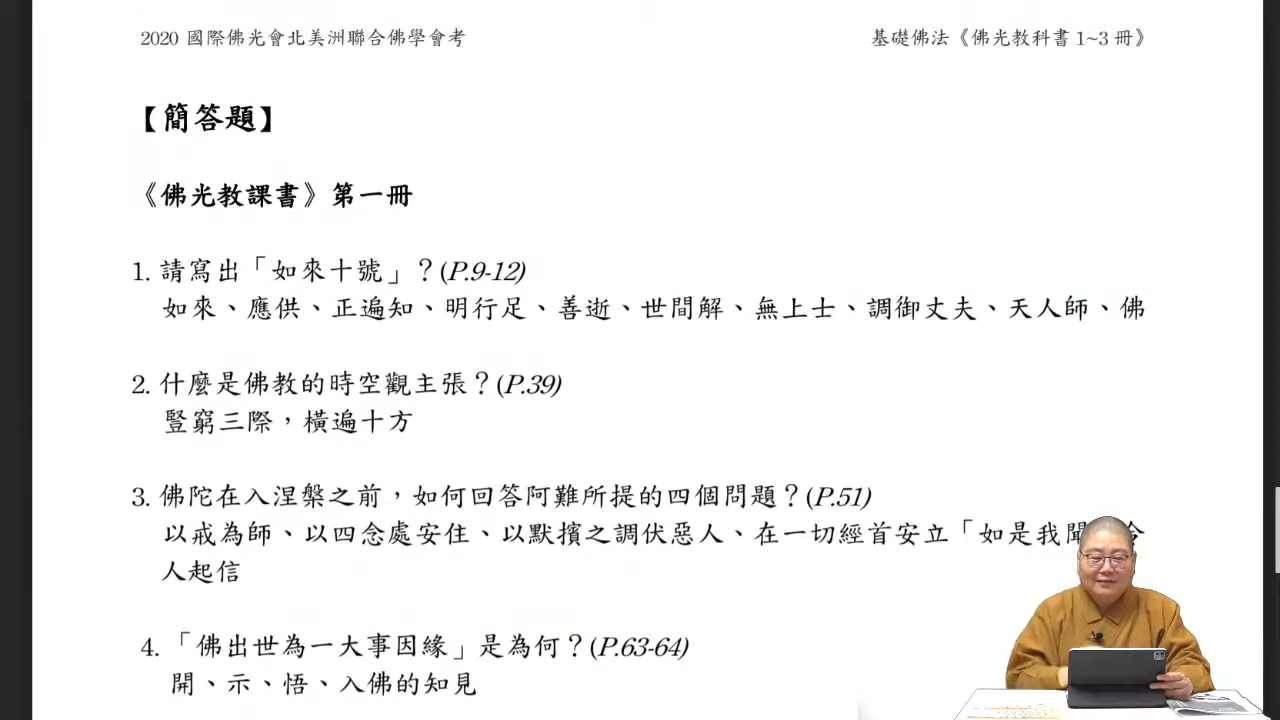 2020 國際佛光會北美洲聯合佛學會考
基礎佛法《佛光教科書 1~3 冊》
【簡答題】
《佛光教課書》第一冊
1. 請寫出「如來十號」？(P.9-12)
如來、應供、正遍知、明行足、善逝、世間解、無上士、調御丈夫、天人師、佛
2. 什麼是佛教的時空觀主張？(P.39)
豎窮三際，橫遍十方
3. 佛陀在入涅槃之前，如何回答阿難所提的四個問題？(P.51)
以戒為師、以四念處安住、以默擯之調伏惡人、在一切經首安立「如是我聞
人起信
4. 「佛出世為一大事因緣」是為何？(P.63-64)
開、示、悟、入佛的知見